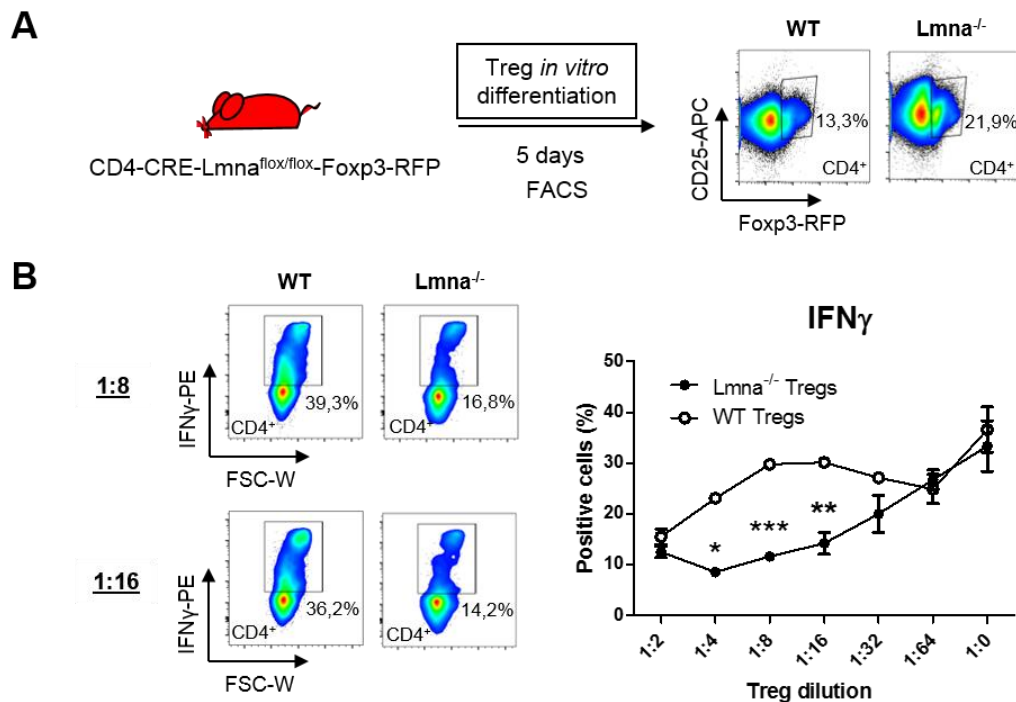 A
CD4-CRE-Lmnaflox/flox-Foxp3-RFP
Treg in vitro
differentiation
5 days
FACS
WT
Lmna-/-
CD25-APC
13,3%
CD4+
21,9%
CD4+
Foxp3-RFP
B
WT
Lmna-/-
1:8
IFNγ-PE
39,3%
CD4+
16,8%
CD4+
FSC-W
1:16
IFNγ-PE
36,2%
CD4+
14,2%
CD4+
FSC-W
IFNγ
Positive cells (%)
50
40
30
20
10
0
Lmna-/- Tregs
WT Tregs
*
***
**
1:2
1:4
1:8
1:16
1:32
1:64
1:0
Treg dilution